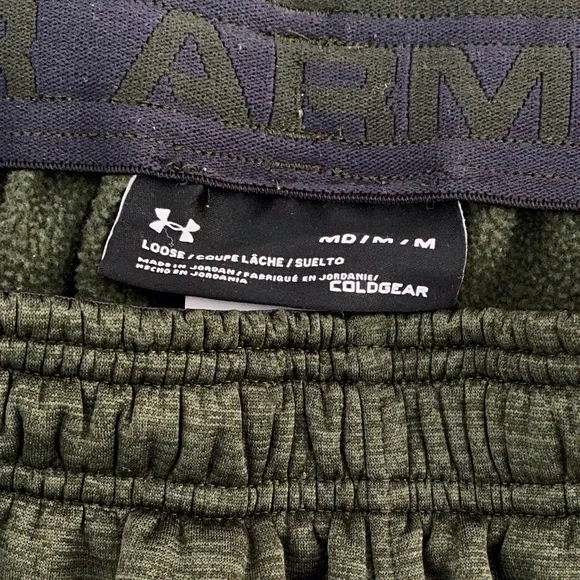 R ARM
MD/M/M
LOOSE/COUPE LÂCHE/SUELTO
MADE IN JORDAN/FABRIQUÉ EN JORDANIE/
HECHO EN JORDANIA
COLDGEAR